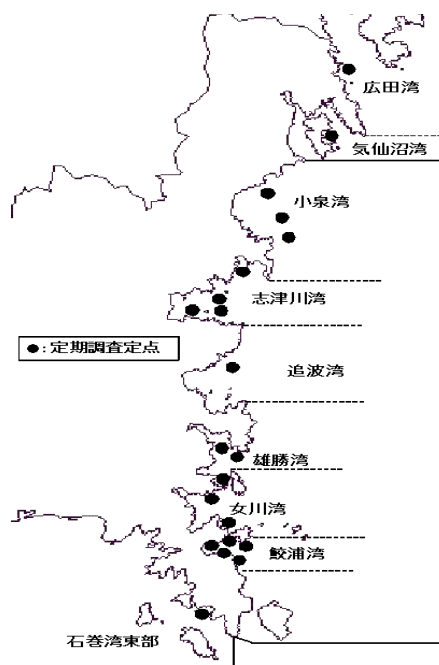 広田湾
気仙沼湾
小泉湾
志津川湾
●:定期調査定点
追波湾
雄勝湾
女川湾
鮫浦湾
石巻湾東部